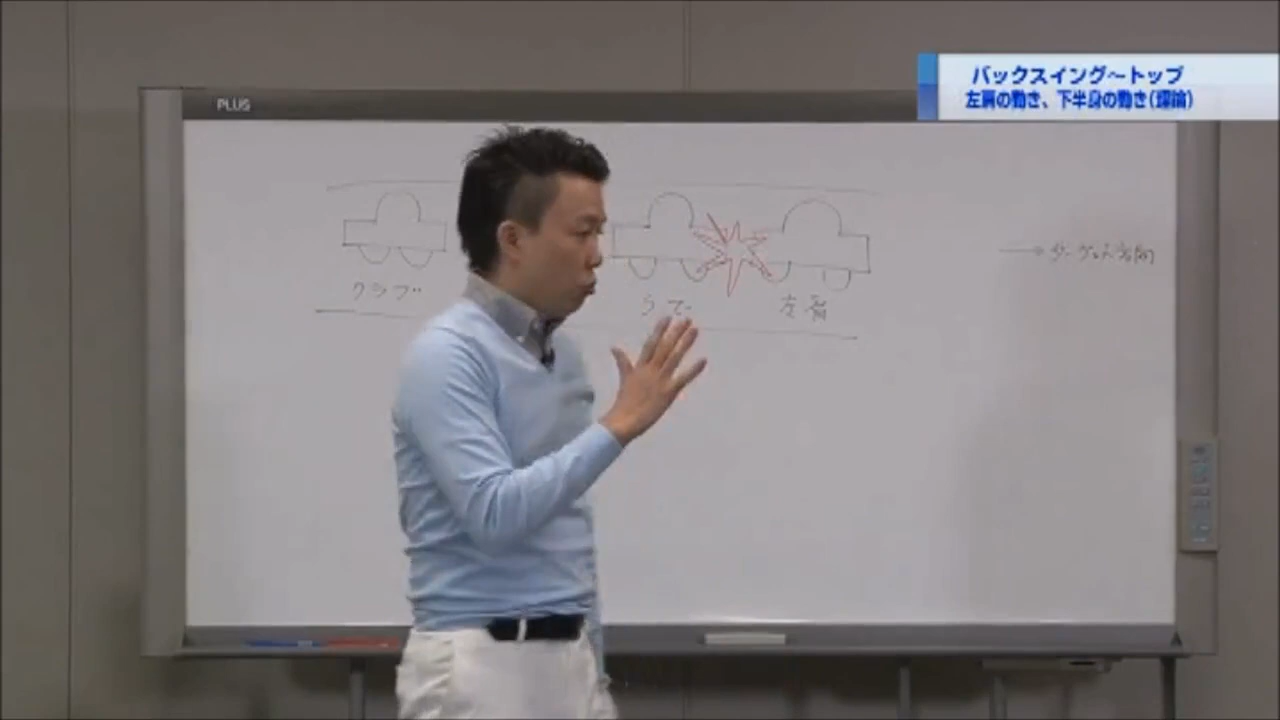 バックスイング～トップ
左肩の動き、下半身の動き(理論)
PLUS
→ターゲット方向
クラブ
うで
左肩